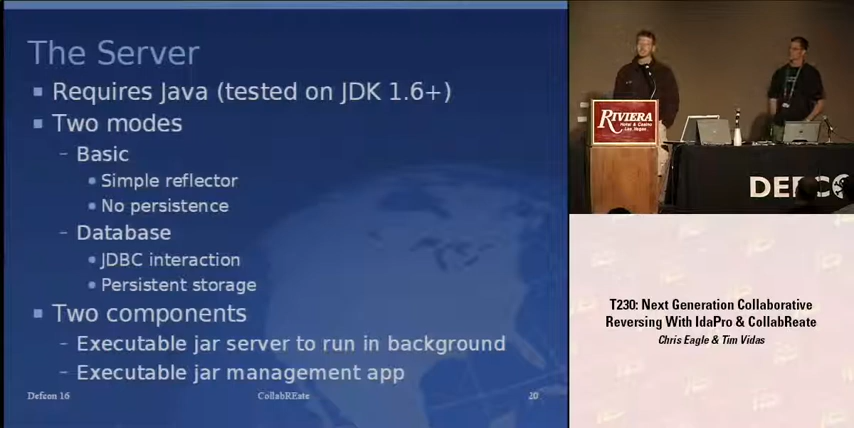 The Server
Requires Java (tested on JDK 1.6+)
Two modes
– Basic
Simple reflector
No persistence
– Database
JDBC interaction
Persistent storage
Two components
– Executable jar server to run in background
– Executable jar management app
Defcon 16
CollabREate
20
RIVIERA
Hotel & Casino
Las Vegas
DEFCO
T230: Next Generation Collaborative
Reversing With IdaPro & CollabReate
Chris Eagle & Tim Vidas